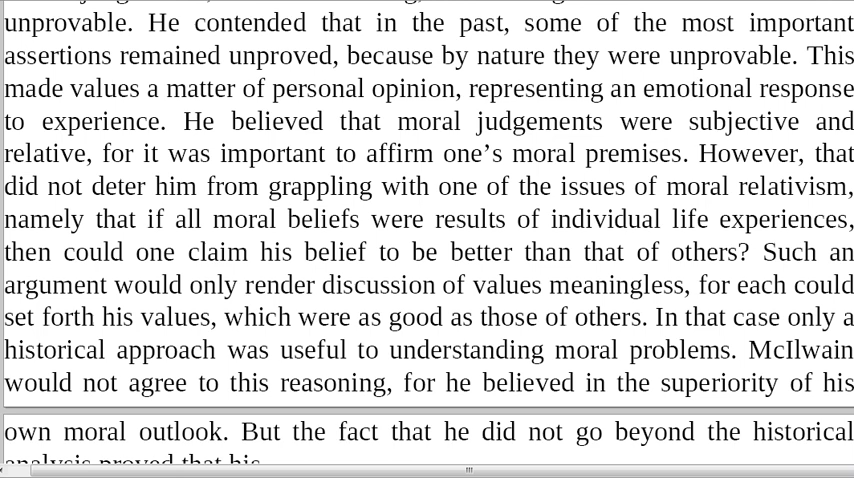 unprovable. He contended that in the past, some of the most important
assertions remained unproved, because by nature they were unprovable. This
made values a matter of personal opinion, representing an emotional response
to experience. He believed that moral judgements were subjective and
relative, for it was important to affirm one’s moral premises. However, that
did not deter him from grappling with one of the issues of moral relativism,
namely that if all moral beliefs were results of individual life experiences,
then could one claim his belief to be better than that of others? Such an
argument would only render discussion of values meaningless, for each could
set forth his values, which were as good as those of others. In that case only a
historical approach was useful to understanding moral problems. McIlwain
would not agree to this reasoning, for he believed in the superiority of his
own moral outlook. But the fact that he did not go beyond the historical
analysis proved that his